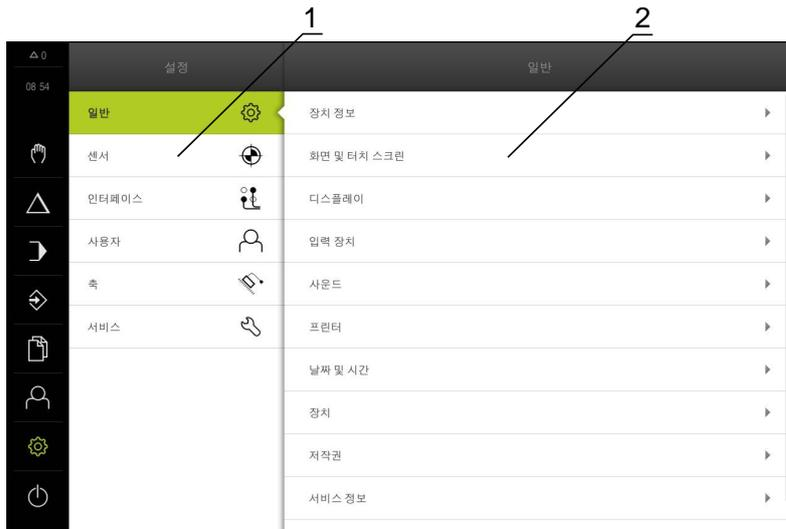 1
2
0
08 54
설정
일반
일반
센서
인터페이스
사용자
축
서비스
장치 정보
화면 및 터치 스크린
디스플레이
입력 장치
사운드
프린터
날짜 및 시간
장치
저작권
서비스 정보